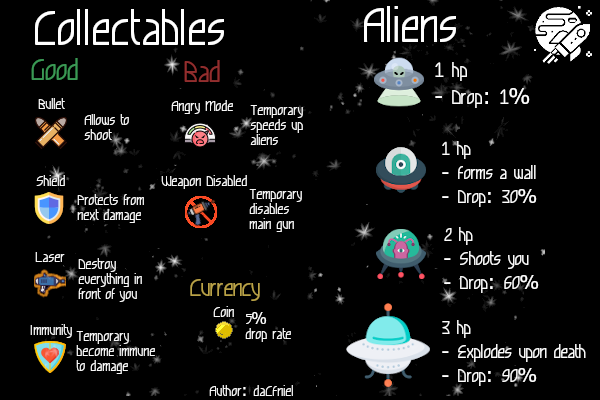 Collectables
Good
Bullet
Allows to
shoot
Shield
Protects from
next damage
Laser
Destroy
everything in
front of you
Immunity
Temporary
become immune
to damage
Bad
Angry Mode
Temporary
speeds up
aliens
Weapon Disabled
Temporary
disables
main gun
Currency
Coin
5%
drop rate
Author: daCfniel
Aliens
1 hp
- Drop: 1%
1 hp
- Forms a wall
- Drop: 30%
2 hp
- Shoots you
- Drop: 60%
3 hp
- Explodes upon death
- Drop: 90%